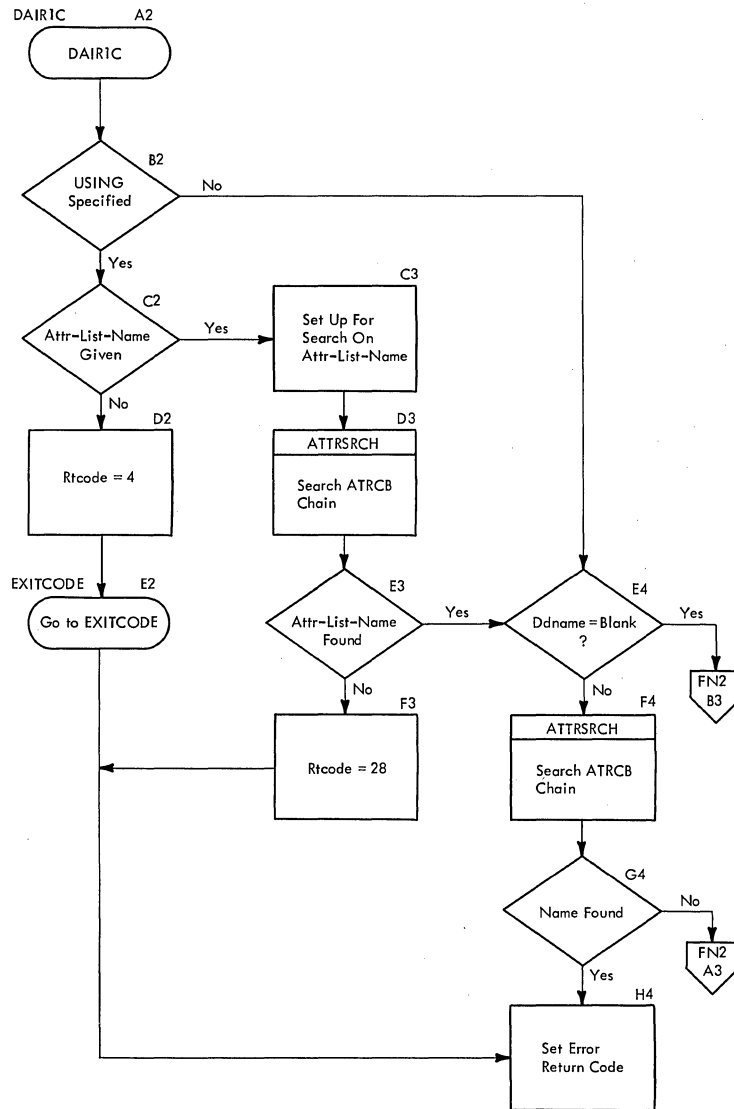 DAIR1C
A2
DAIR1C
B2
USING
Specified
No
Yes
C2
Attr-List-Name
Given
Yes
No
C3
Set Up For
Search On
Attr-List-Name
D2
Rtcode = 4
D3
ATTRSRCH
Search ATRCB
Chain
EXITCODE
E2
Go to EXITCODE
E3
Attr-List-Name
Found
Yes
No
E4
Ddname = Blank
?
Yes
No
FN2
B3
F3
Rtcode = 28
F4
ATTRSRCH
Search ATRCB
Chain
G4
Name Found
No
Yes
FN2
A3
H4
Set Error
Return Code